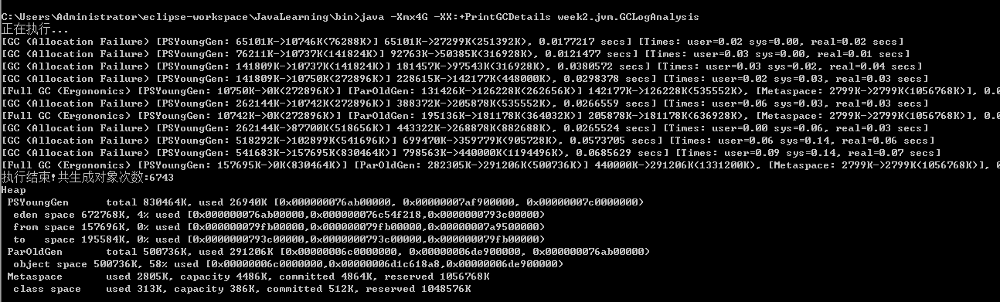 C:\Users\Administrator\eclipse-workspace\JavaLearning\bin>java -Xmx4G -XX:+PrintGCDetails week2.jvm.GCLogAnalysis
正在执行...
[GC (Allocation Failure) [PSYoungGen: 65101K->10746K(76288K)] 65101K->27299K(251392K), 0.0177217 secs] [Times: user=0.02 sys=0.00, real=0.02 secs]
[GC (Allocation Failure) [PSYoungGen: 76211K->10737K(141824K)] 92763K->50385K(316928K), 0.0121477 secs] [Times: user=0.03 sys=0.00, real=0.01 secs]
[GC (Allocation Failure) [PSYoungGen: 141809K->10737K(141824K)] 181457K->97543K(316928K), 0.0380572 secs] [Times: user=0.03 sys=0.02, real=0.04 secs]
[GC (Allocation Failure) [PSYoungGen: 141809K->10750K(272896K)] 228615K->142177K(448000K), 0.0298378 secs] [Times: user=0.02 sys=0.03, real=0.03 secs]
[Full GC (Ergonomics) [PSYoungGen: 10750K->0K(272896K)] [ParOldGen: 131426K->126228K(262656K)] 142177K->126228K(535552K), [Metaspace: 2799K->2799K(1056768K)], 0.0
[GC (Allocation Failure) [PSYoungGen: 262144K->10742K(272896K)] 388372K->205878K(535552K), 0.0266559 secs] [Times: user=0.06 sys=0.03, real=0.03 secs]
[Full GC (Ergonomics) [PSYoungGen: 10742K->0K(272896K)] [ParOldGen: 195136K->181178K(364032K)] 205878K->181178K(636928K), [Metaspace: 2799K->2799K(1056768K)], 0.0
[GC (Allocation Failure) [PSYoungGen: 262144K->87700K(518656K)] 443322K->268878K(882688K), 0.0265524 secs] [Times: user=0.00 sys=0.06, real=0.03 secs]
[GC (Allocation Failure) [PSYoungGen: 518292K->102899K(541696K)] 699470K->359779K(905728K), 0.0573705 secs] [Times: user=0.06 sys=0.14, real=0.06 secs]
[GC (Allocation Failure) [PSYoungGen: 541683K->157695K(830464K)] 798563K->440000K(1194496K), 0.0685629 secs] [Times: user=0.09 sys=0.14, real=0.07 secs]
[Full GC (Ergonomics) [PSYoungGen: 157695K->0K(830464K)] [ParOldGen: 282305K->291206K(500736K)] 440000K->291206K(1331200K), [Metaspace: 2799K->2799K(1056768K)], 0
执行结束!共生成对象次数:6743
Heap
PSYoungGen total 830464K, used 26940K [0x000000076ab00000, 0x00000007af900000, 0x00000007c0000000)
eden space 672768K, 4% used [0x000000076ab00000,0x000000076c54f218,0x0000000793c00000)
from space 157696K, 0% used [0x000000079fb00000,0x000000079fb00000,0x00000007a9500000)
to space 195584K, 0% used [0x0000000793c00000,0x0000000793c00000,0x000000079fb00000)
ParOldGen total 500736K, used 291206K [0x00000006c0000000, 0x00000006de900000, 0x000000076ab00000)
object space 500736K, 58% used [0x00000006c0000000,0x00000006d1c618a8,0x00000006de900000)
Metaspace used 2805K, capacity 4486K, committed 4864K, reserved 1056768K
class space used 313K, capacity 386K, committed 512K, reserved 1048576K